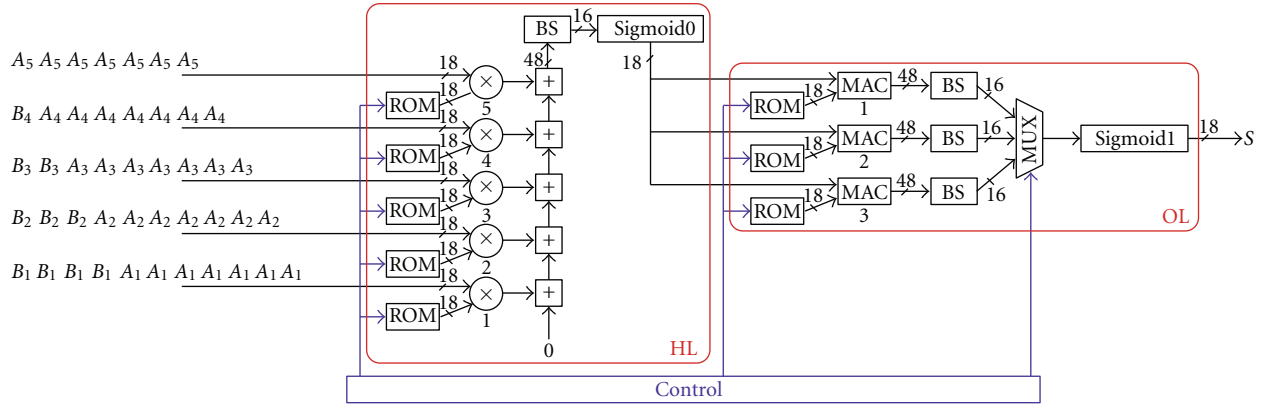 BS 16 Sigmoid0
A₅ A₅ A₅ A₅ A₅ A₅ A₅ 18 × 48 + 18
18 ROM 5
MAC 48 BS 16
18 ROM 1
B₄ A₄ A₄ A₄ A₄ A₄ A₄ A₄ 18 × +
18 ROM 4
MAC 48 BS 16 MUX Sigmoid1 18 S
18 ROM 2
B₃ B₃ A₃ A₃ A₃ A₃ A₃ A₃ A₃ 18 × +
18 ROM 3
MAC 48 BS 16
18 ROM 3
OL
B₂ B₂ B₂ A₂ A₂ A₂ A₂ A₂ A₂ A₂ 18 × +
18 ROM 2
B₁ B₁ B₁ B₁ A₁ A₁ A₁ A₁ A₁ A₁ A₁ 18 × +
18 ROM 1
0 HL
Control